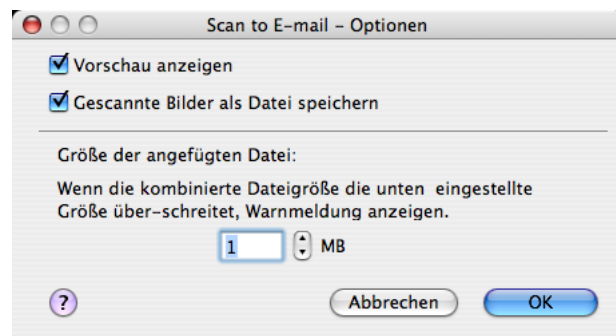 Scan to E-mail – Optionen
Vorschau anzeigen
Gescannte Bilder als Datei speichern
Größe der angefügten Datei:
Wenn die kombinierte Dateigröße die unten  eingestellte
Größe über-schreitet, Warnmeldung anzeigen.
1 MB
? Abbrechen OK